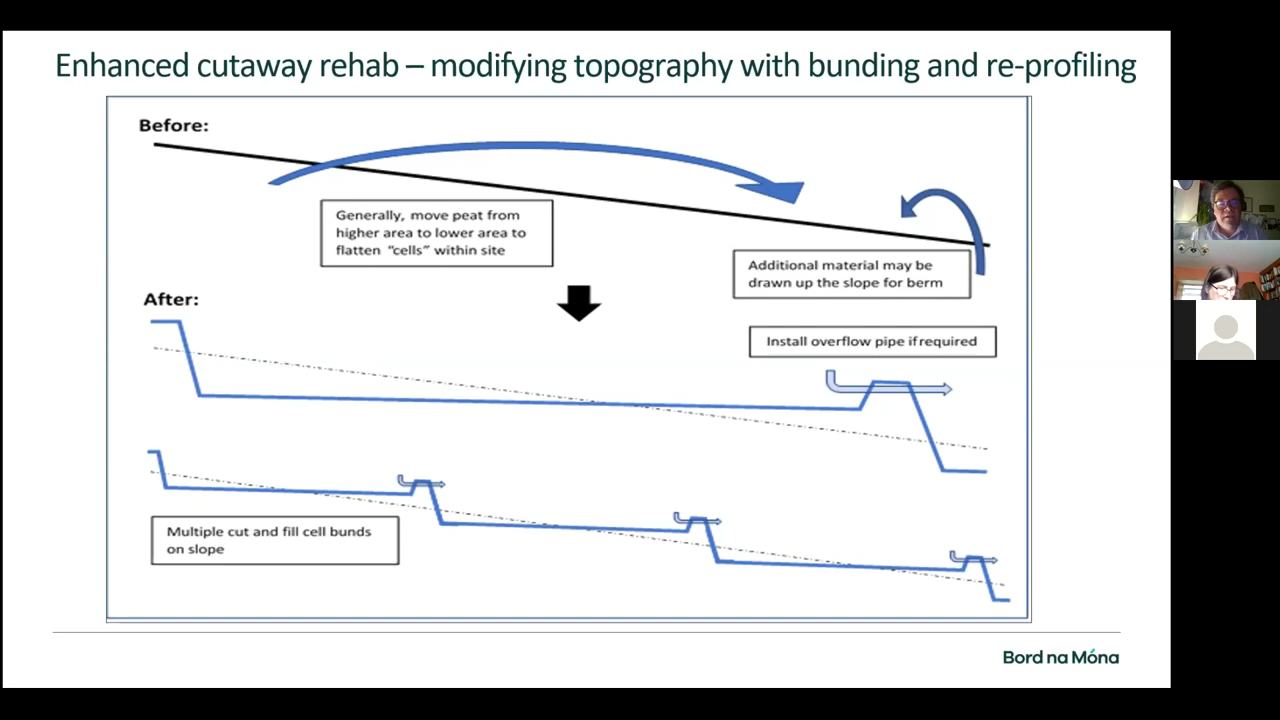 Enhanced cutaway rehab – modifying topography with bunding and re-profiling
Before:
Generally, move peat from
higher area to lower area to
flatten “cells” within site
Additional material may be
drawn up the slope for berm
After:
Install overflow pipe if required
Multiple cut and fill cell bunds
on slope
Bord na Móna